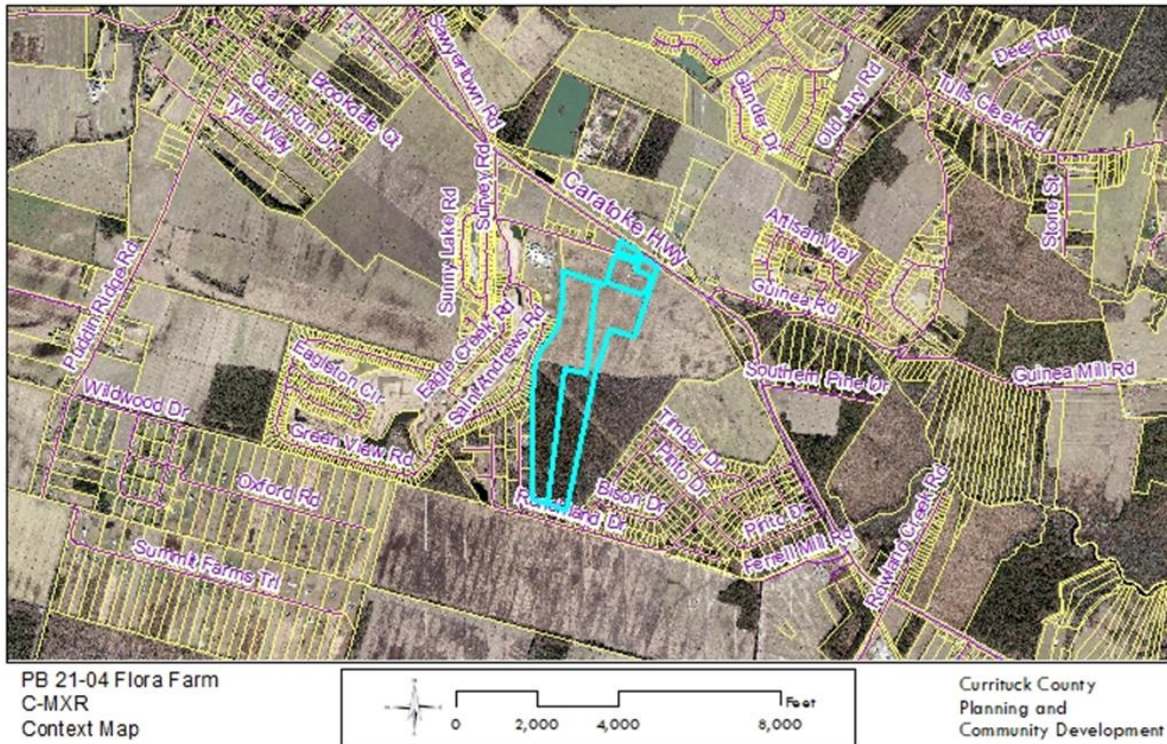 Sawyertown Rd
Deer Run
Quail Run Dr
Brookdale Ct
Tyler Way
Gander Dr
Old Jury Rd
Tulls Creek Rd
Survey Rd
Sunny Lake Rd
Caratoke Hwy
Stone St
Artisan Way
Puddin Ridge Rd
Guinea Rd
Eagle Creek Rd
Saint Andrews Rd
Eagleton Cir
Southern Pine Dr
Guinea Mill Rd
Wildwood Dr
Green View Rd
Timber Dr
Pinto Dr
Oxford Rd
Bison Dr
Ranchland Dr
Pinto Dr
Ferrell Mill Rd
Rowland Creek Rd
Summit Farms Trl
PB 21-04 Flora Farm
C-MXR
Context Map
Feet
0 2,000 4,000 8,000
Currituck County
Planning and
Community Development